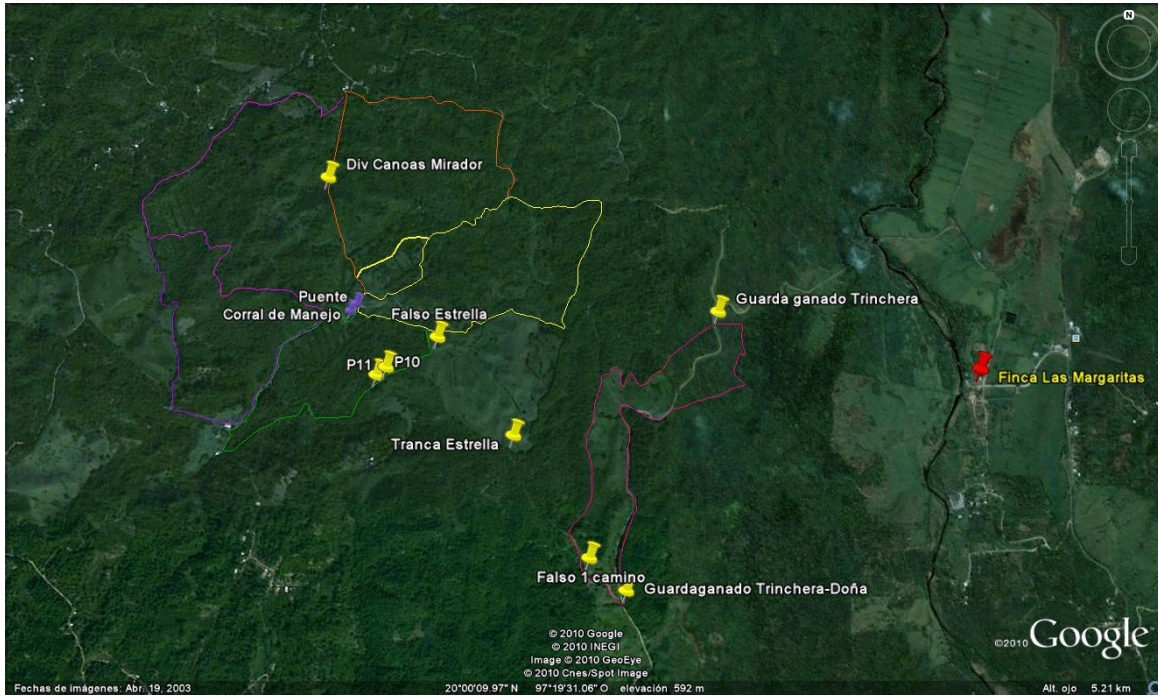 N
Div Canoas Mirador
Puente
Corral de Manejo
Falso Estrella
Guarda ganado Trinchera
P11
P10
Finca Las Margaritas
Tranca Estrella
Falso 1 camino
Guardaganado Trinchera-Doña
© 2010 Google
© 2010 INEGI
Image © 2010 GeoEye
© 2010 Cnes/Spot Image
©2010 Google
Fechas de imágenes: Abr. 19, 2003
20°00'09.97" N 97°19'31.06" O elevación 592 m
Alt. ojo 5.21 km